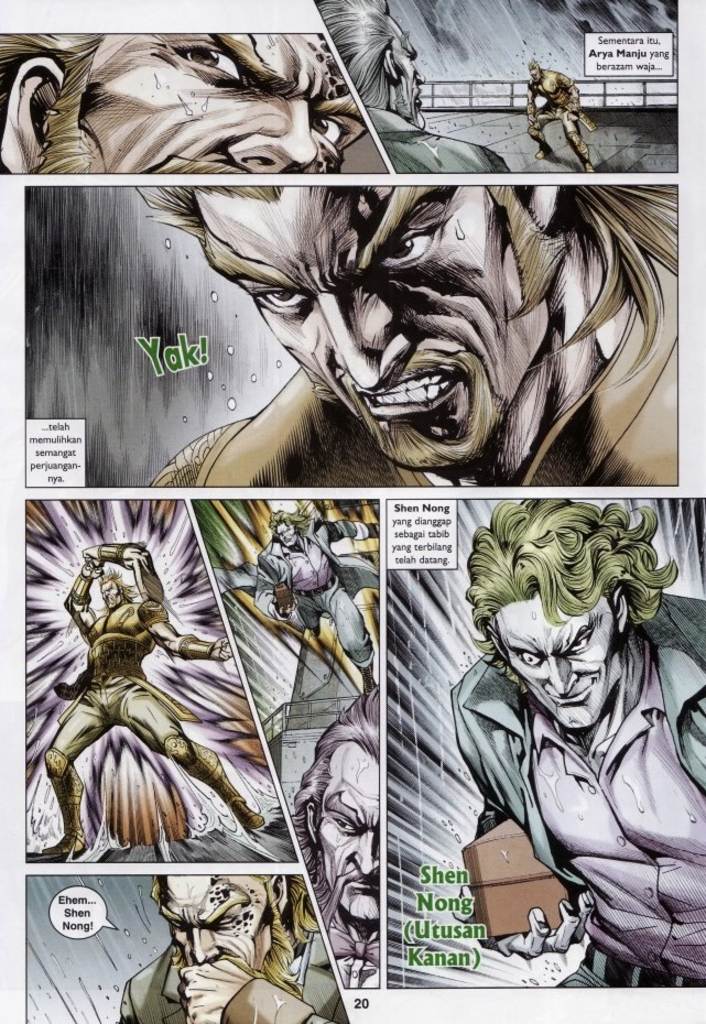 Sementara itu,
Arya Manju yang
berazam waja...
Yak!
...telah
memulihkan
semangat
perjuangan-
nya.
Shen Nong
yang dianggap
sebagai tabib
yang terbilang
telah datang.
Shen
Nong
(Utusan
Kanan)
Ehem...
Shen
Nong!
20